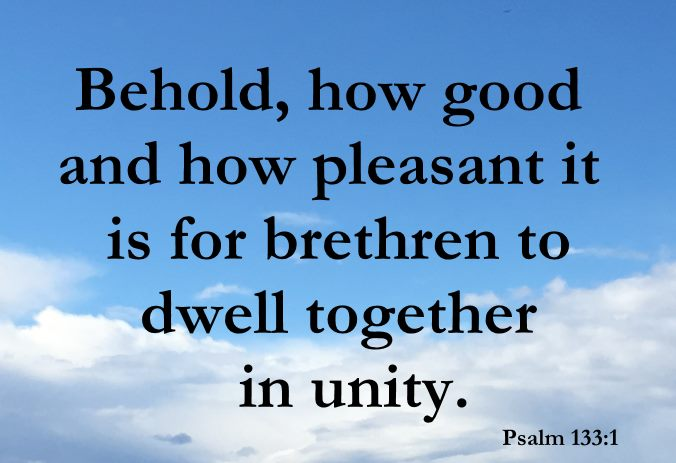 Behold, how good
and how pleasant it
is for brethren to
dwell together
in unity.
Psalm 133:1